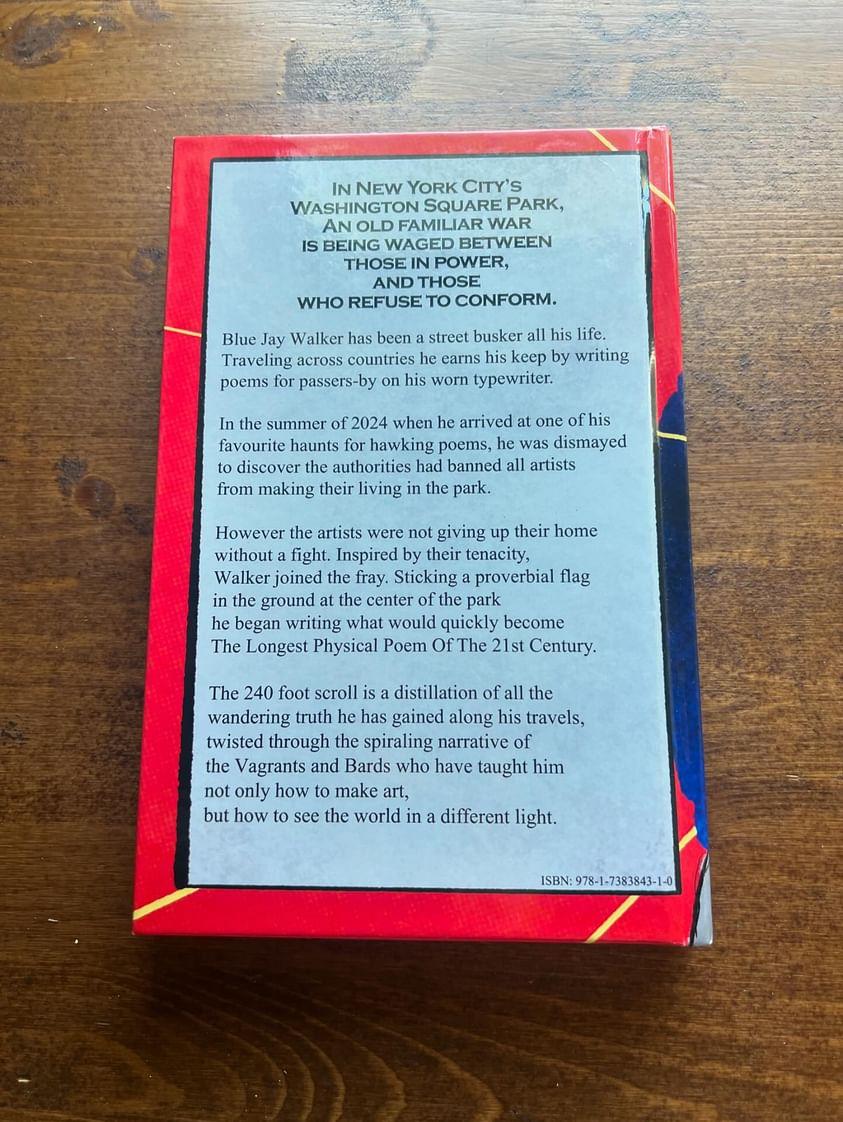 IN NEW YORK CITY'S
WASHINGTON SQUARE PARK,
AN OLD FAMILIAR WAR
IS BEING WAGED BETWEEN
THOSE IN POWER,
AND THOSE
WHO REFUSE TO CONFORM.
Blue Jay Walker has been a street busker all his life.
Traveling across countries he earns his keep by writing
poems for passers-by on his worn typewriter.
In the summer of 2024 when he arrived at one of his
favourite haunts for hawking poems, he was dismayed
to discover the authorities had banned all artists
from making their living in the park.
However the artists were not giving up their home
without a fight. Inspired by their tenacity,
Walker joined the fray. Sticking a proverbial flag
in the ground at the center of the park
he began writing what would quickly become
The Longest Physical Poem Of The 21st Century.
The 240 foot scroll is a distillation of all the
wandering truth he has gained along his travels,
twisted through the spiraling narrative of
the Vagrants and Bards who have taught him
not only how to make art,
but how to see the world in a different light.
ISBN: 978-1-7383843-1-0